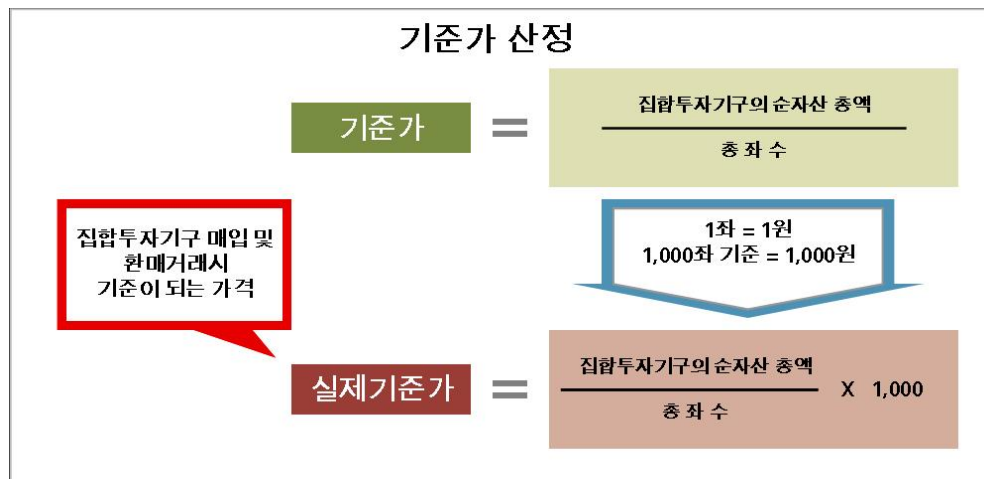 기준가 산정
기준가
=
집합투자기구의 순자산 총액
총 좌 수
집합투자기구 매입 및
환매거래시
기준이 되는 가격
1좌 = 1원
1,000좌 기준 = 1,000원
실제기준가
=
집합투자기구의 순자산 총액
총 좌 수
X 1,000